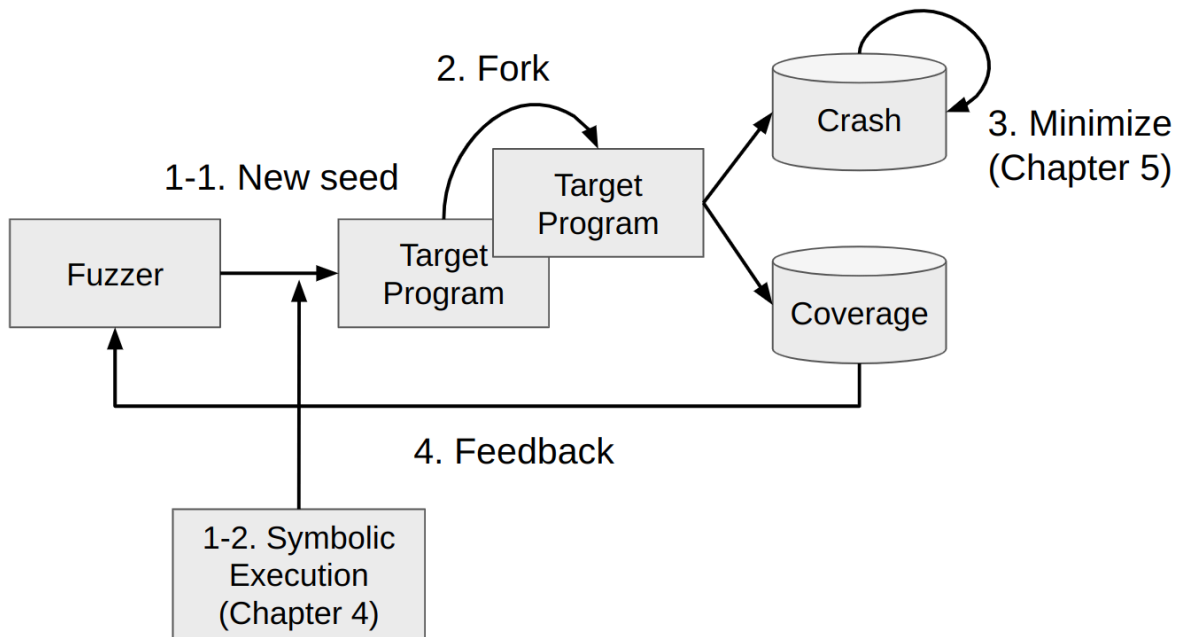 2. Fork
Crash
3. Minimize
(Chapter 5)
1-1. New seed
Target
Program
Fuzzer
Target
Program
Coverage
4. Feedback
1-2. Symbolic
Execution
(Chapter 4)